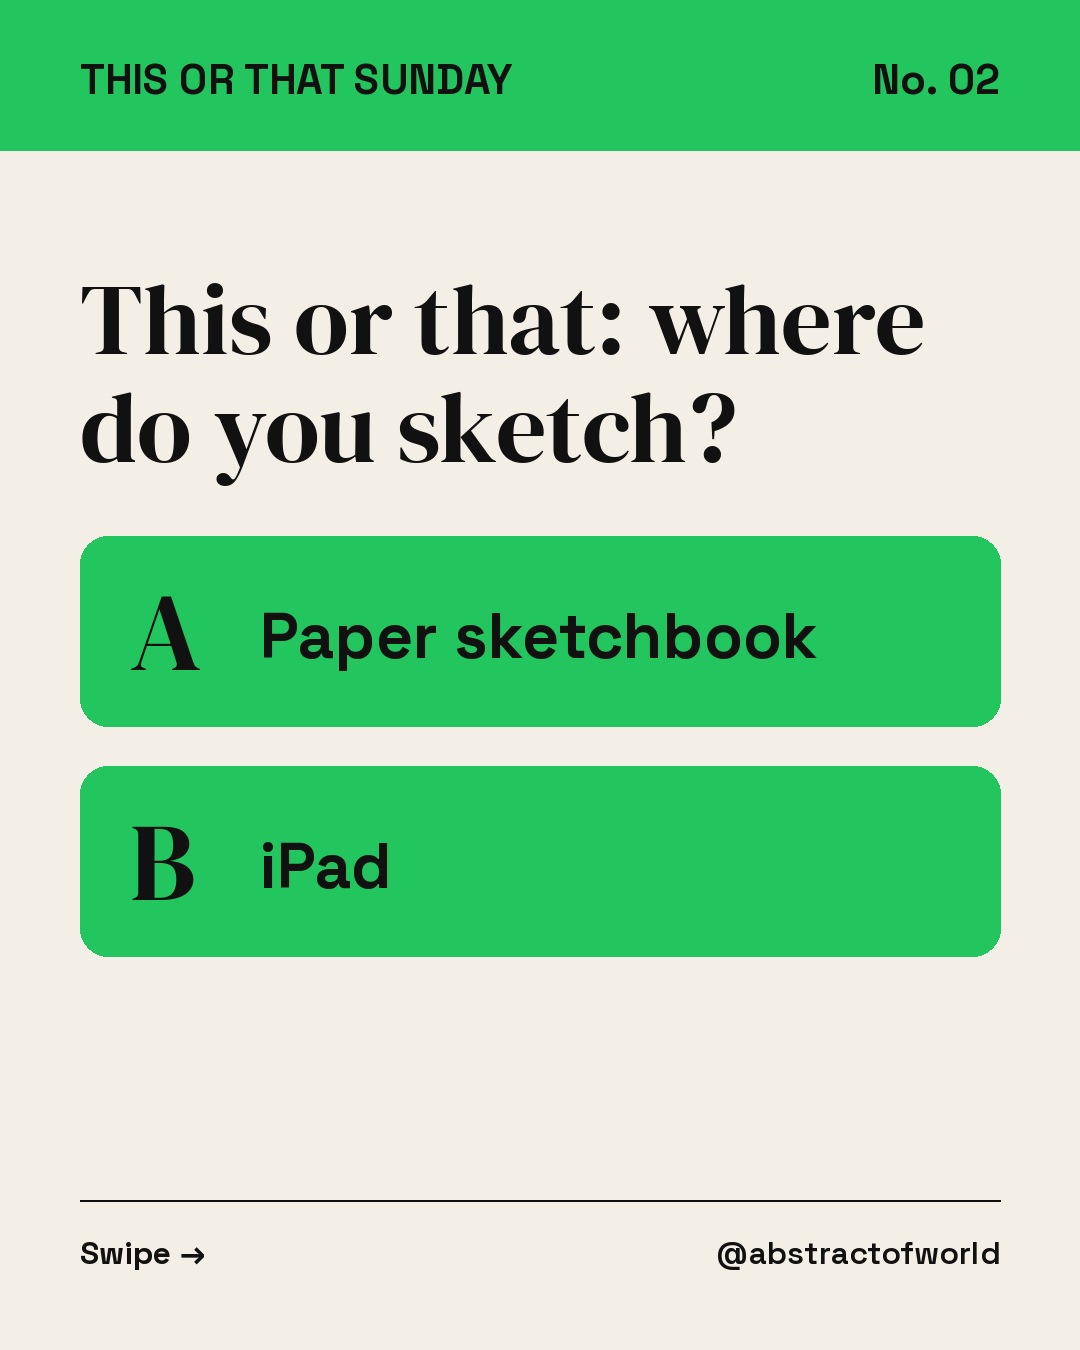 THIS OR THAT SUNDAY
No. 02
This or that: where
do you sketch?
A Paper sketchbook
B iPad
Swipe →
@abstractofworld